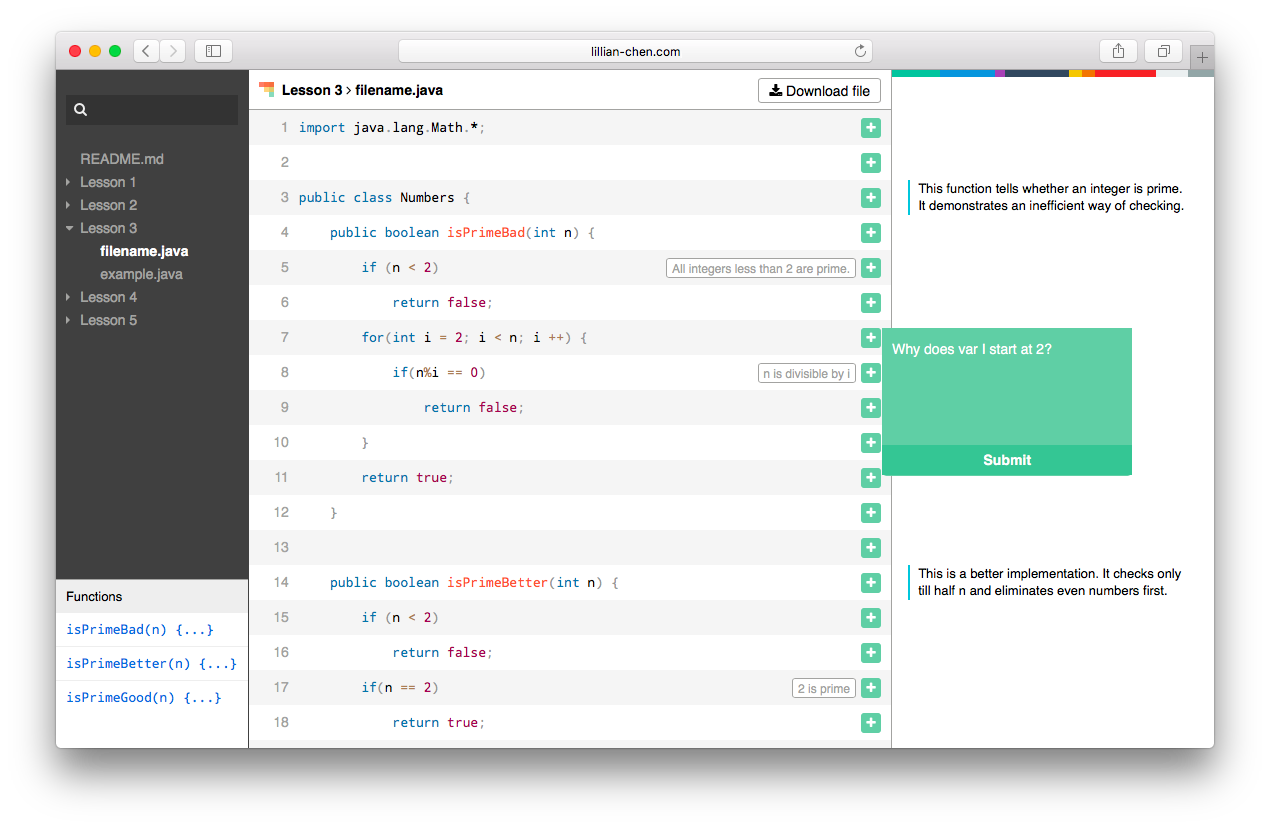 lillian-chen.com
README.md
Lesson 1
Lesson 2
Lesson 3
filename.java
example.java
Lesson 4
Lesson 5
Functions
isPrimeBad(n) {...}
isPrimeBetter(n) {...}
isPrimeGood(n) {...}
Lesson 3 > filename.java
Download file
1 import java.lang.Math.*;
2
3 public class Numbers {
4 public boolean isPrimeBad(int n) {
5 if (n < 2) All integers less than 2 are prime.
6 return false;
7 for(int i = 2; i < n; i ++) {
8 if(n%i == 0) n is divisible by i
9 return false;
10 }
11 return true;
12 }
13
14 public boolean isPrimeBetter(int n) {
15 if (n < 2)
16 return false;
17 if(n == 2) 2 is prime
18 return true;
This function tells whether an integer is prime.
It demonstrates an inefficient way of checking.
Why does var I start at 2?
Submit
This is a better implementation. It checks only
till half n and eliminates even numbers first.